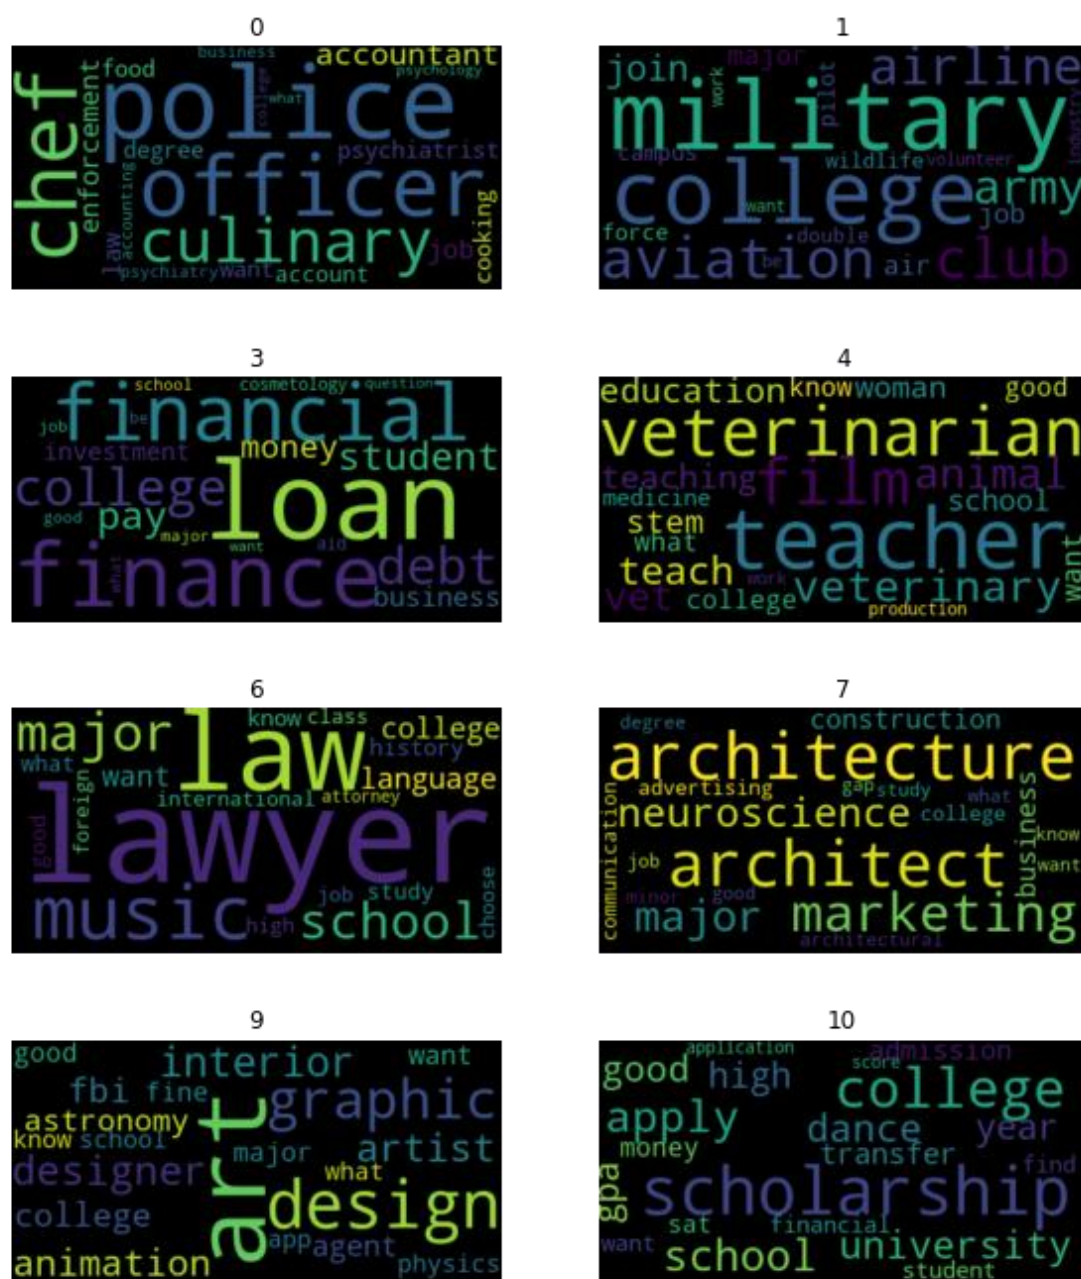 0
business
accountant
food
psychology
chef
enforcement
police
college
what
degree
psychiatrist
officer
accounting
law
culinary
job
cooking
psychiatry
want
account
1
major
airline
join
work
military
pilot
industry
campus
wildlife
volunteer
college
army
want
job
force
double
aviation
be
air
club
3
school
cosmetology
question
financial
job
be
investment
money
student
college
loan
good
pay
major
want
aid
finance
what
debt
business
4
education
know
woman
good
veterinarian
teaching
film
animal
medicine
school
stem
what
teacher
want
teach
work
vet
college
veterinary
production
6
major
law
know
class
college
what
history
want
language
foreign
international
attorney
good
lawyer
music
high
job
study
school
choose
7
degree
construction
architecture
advertising
gap
study
what
neuroscience
college
communication
business
know
job
architect
want
minor
good
major
marketing
architectural
9
good
interior
want
fbi
fine
graphic
astronomy
know
school
art
major
artist
what
designer
design
college
app
agent
animation
physics
10
application
admission
good
high
score
college
apply
dance
year
money
transfer
find
gpa
scholarship
sat
financial
want
school
university
student